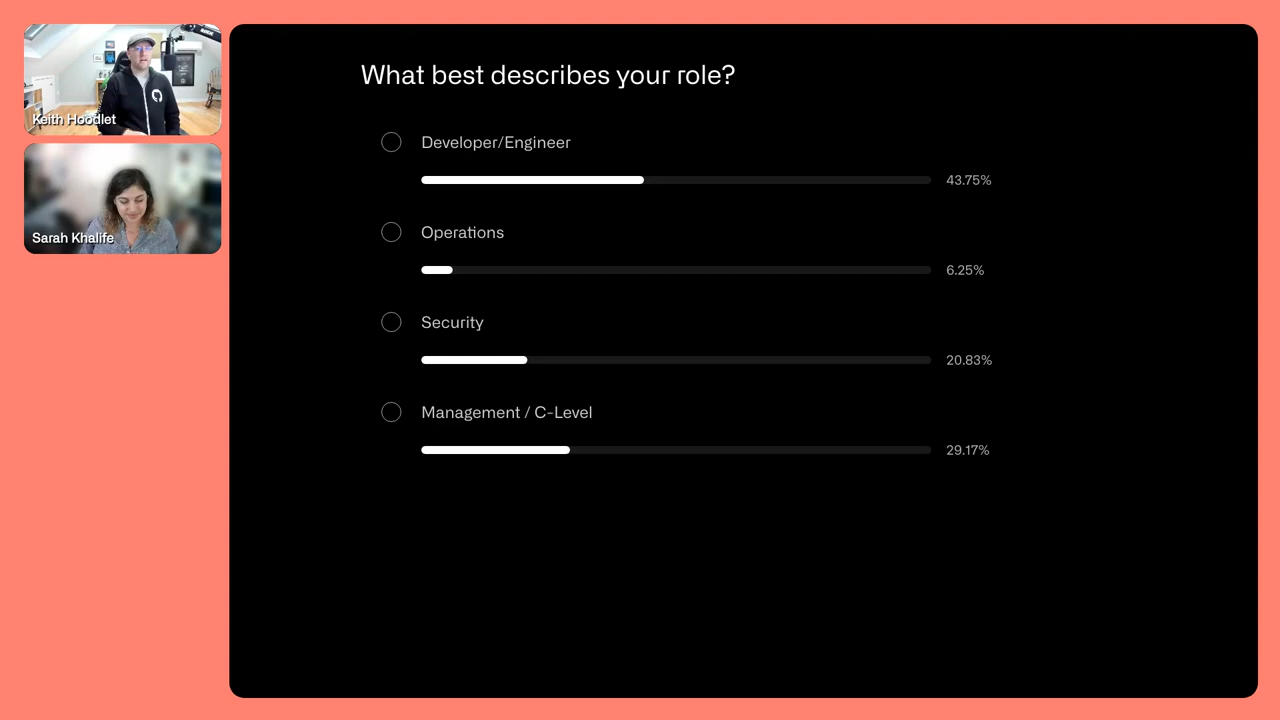 Keith Hoodlet
Sarah Khalife
What best describes your role?
Developer/Engineer
43.75%
Operations
6.25%
Security
20.83%
Management / C-Level
29.17%